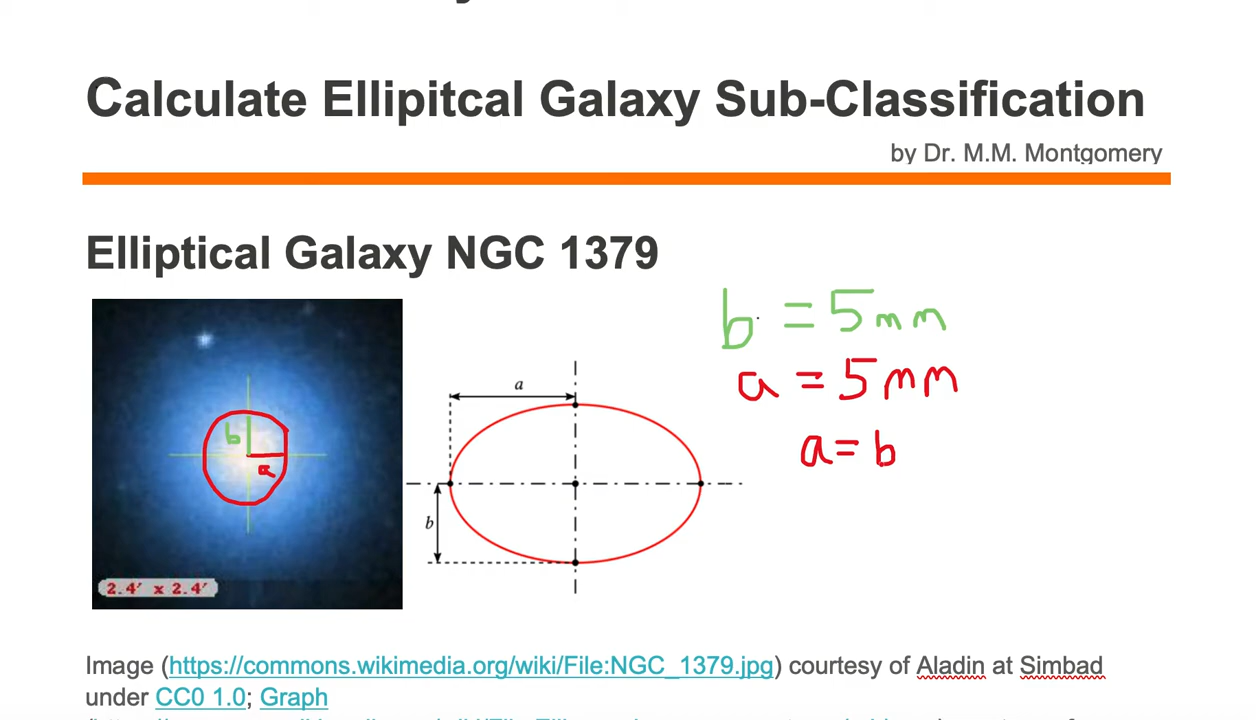 Calculate Ellipitcal Galaxy Sub-Classification
by Dr. M.M. Montgomery
Elliptical Galaxy NGC 1379
b = 5mm
a = 5mm
a = b
b
a
2.4' x 2.4'
a
b
Image (https://commons.wikimedia.org/wiki/File:NGC_1379.jpg) courtesy of Aladin at Simbad
under CC0 1.0; Graph